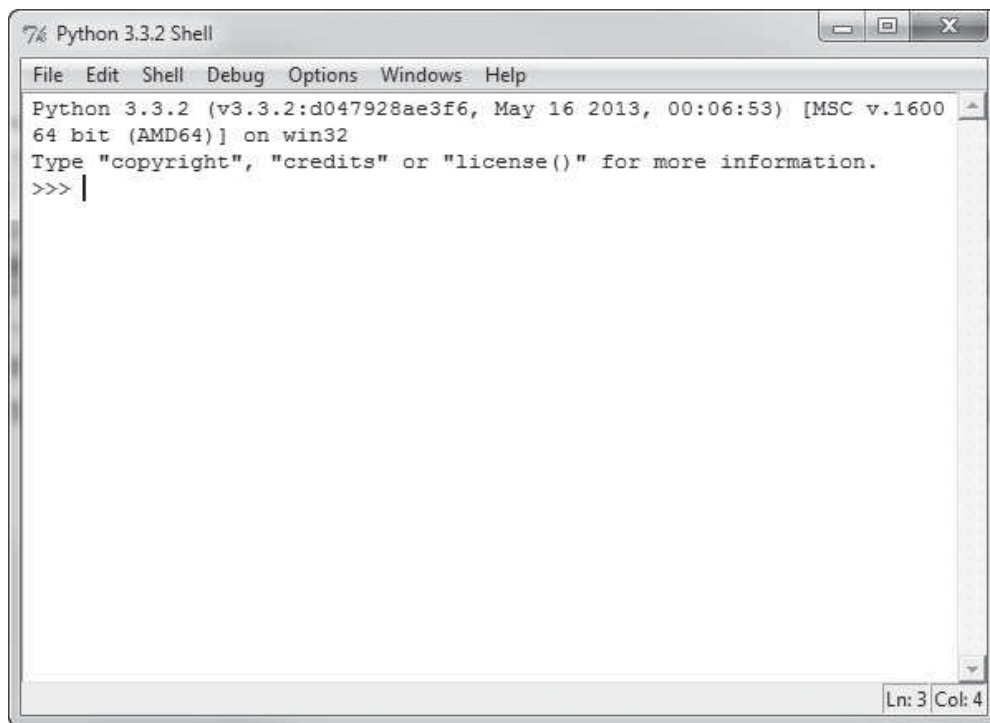 Python 3.3.2 Shell
File Edit Shell Debug Options Windows Help
Python 3.3.2 (v3.3.2:d047928ae3f6, May 16 2013, 00:06:53) [MSC v.1600
64 bit (AMD64)] on win32
Type "copyright", "credits" or "license()" for more information.
>>>
Ln: 3 Col: 4